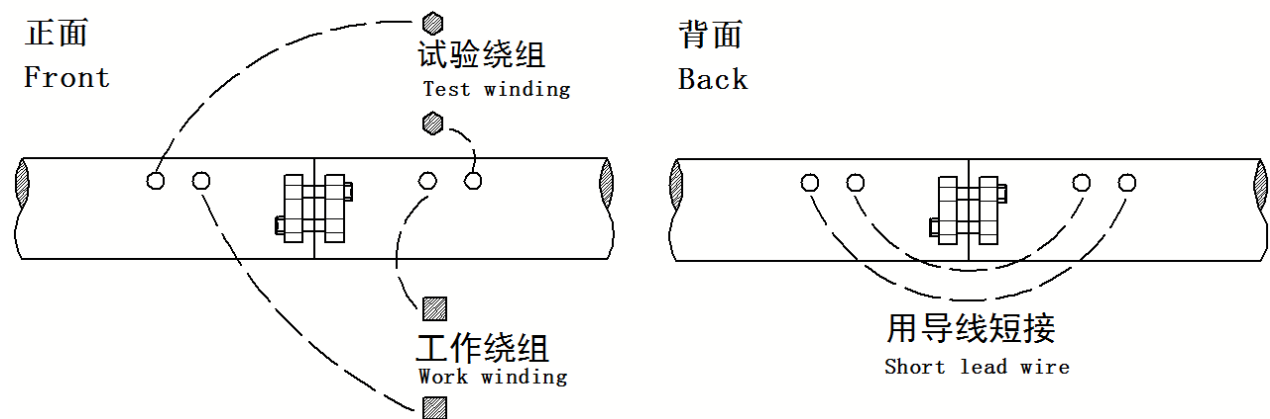 正面
Front
试验绕组
Test winding
工作绕组
Work winding
背面
Back
用导线短接
Short lead wire